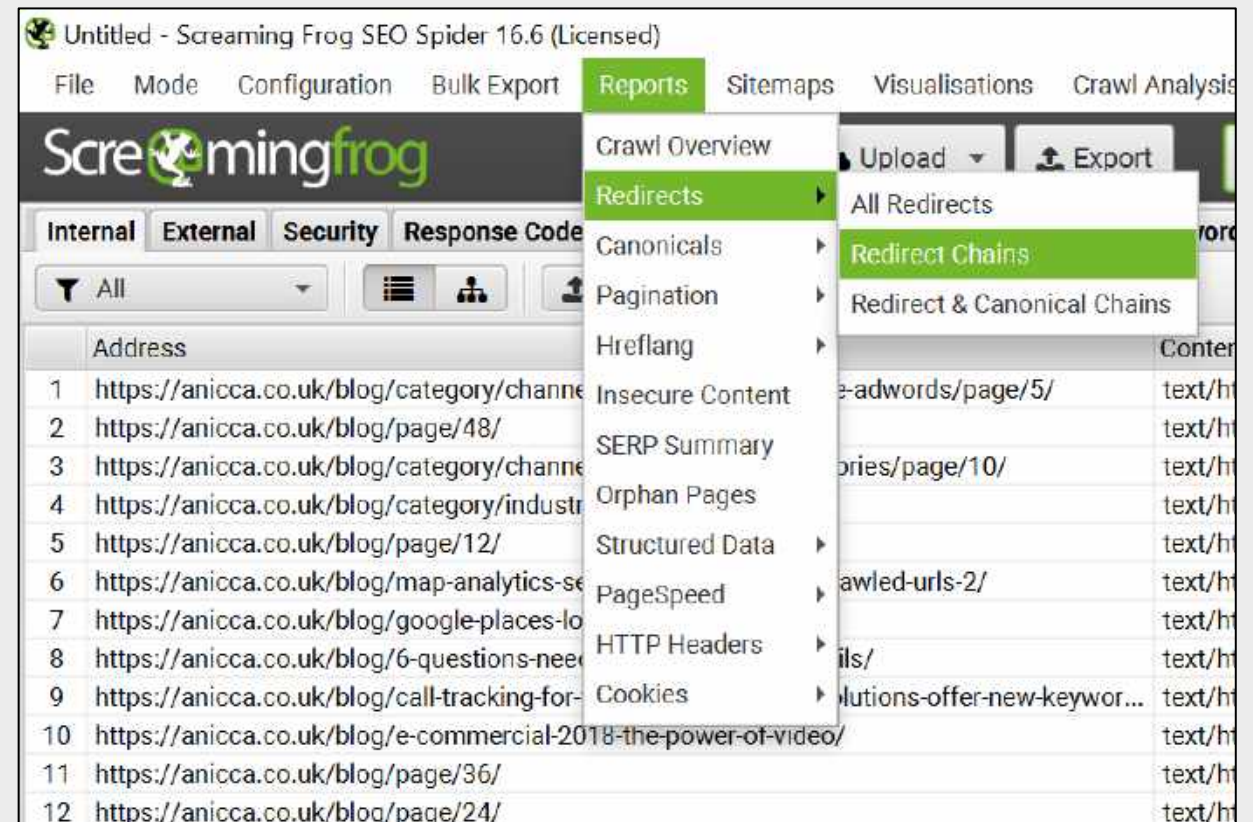 Untitled - Screaming Frog SEO Spider 16.6 (Licensed)
File Mode Configuration Bulk Export Reports Sitemaps Visualisations Crawl Analysis
Screamingfrog
Crawl Overview
Upload Export
Redirects
All Redirects
Internal External Security Response Code
Canonicals
Redirect Chains
All
Pagination
Redirect & Canonical Chains
Address
Hreflang
Conten
1 https://anicca.co.uk/blog/category/channe Insecure Content e-adwords/page/5/ text/ht
2 https://anicca.co.uk/blog/page/48/ SERP Summary text/ht
3 https://anicca.co.uk/blog/category/channe ories/page/10/ text/ht
4 https://anicca.co.uk/blog/category/industr Orphan Pages text/ht
5 https://anicca.co.uk/blog/page/12/ Structured Data text/ht
6 https://anicca.co.uk/blog/map-analytics-se PageSpeed awled-urls-2/ text/ht
7 https://anicca.co.uk/blog/google-places-lo text/ht
8 https://anicca.co.uk/blog/6-questions-need HTTP Headers ils/ text/ht
9 https://anicca.co.uk/blog/call-tracking-for- Cookies lutions-offer-new-keywor... text/ht
10 https://anicca.co.uk/blog/e-commercial-2018-the-power-of-video/ text/ht
11 https://anicca.co.uk/blog/page/36/ text/ht
12 https://anicca.co.uk/blog/page/24/ text/ht